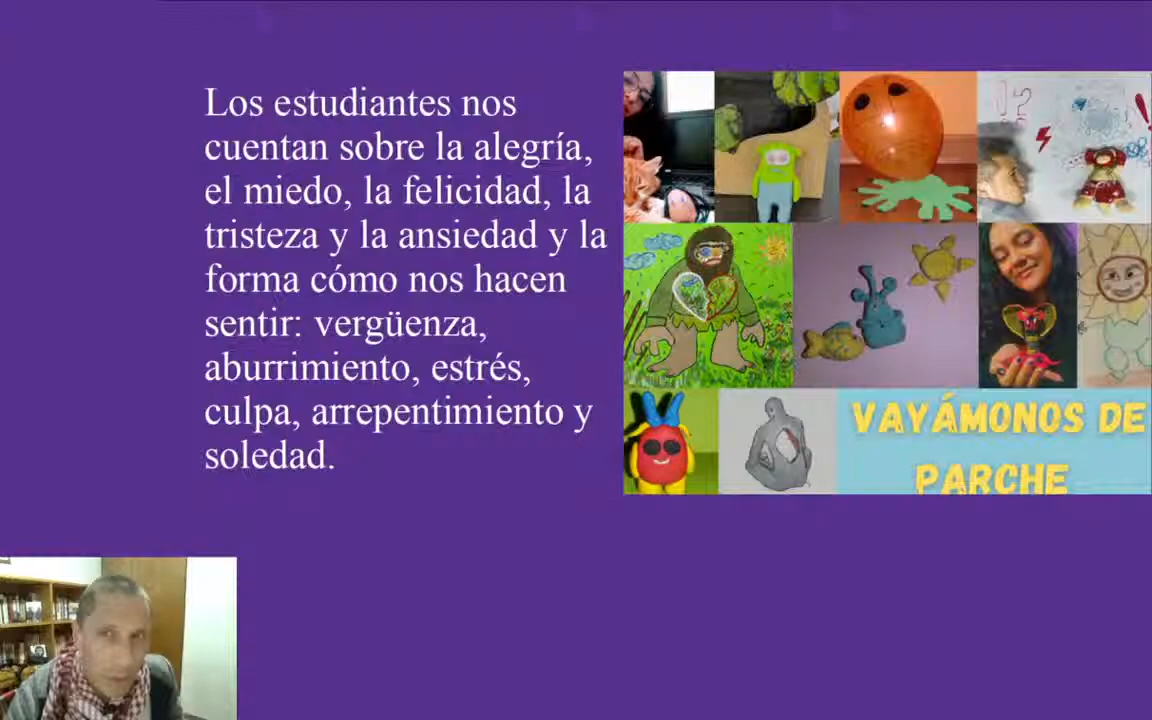 Los estudiantes nos
cuentan sobre la alegría,
el miedo, la felicidad, la
tristeza y la ansiedad y la
forma cómo nos hacen
sentir: vergüenza,
aburrimiento, estrés,
culpa, arrepentimiento y
soledad.
!?
!
VAYÁMONOS DE
PARCHE